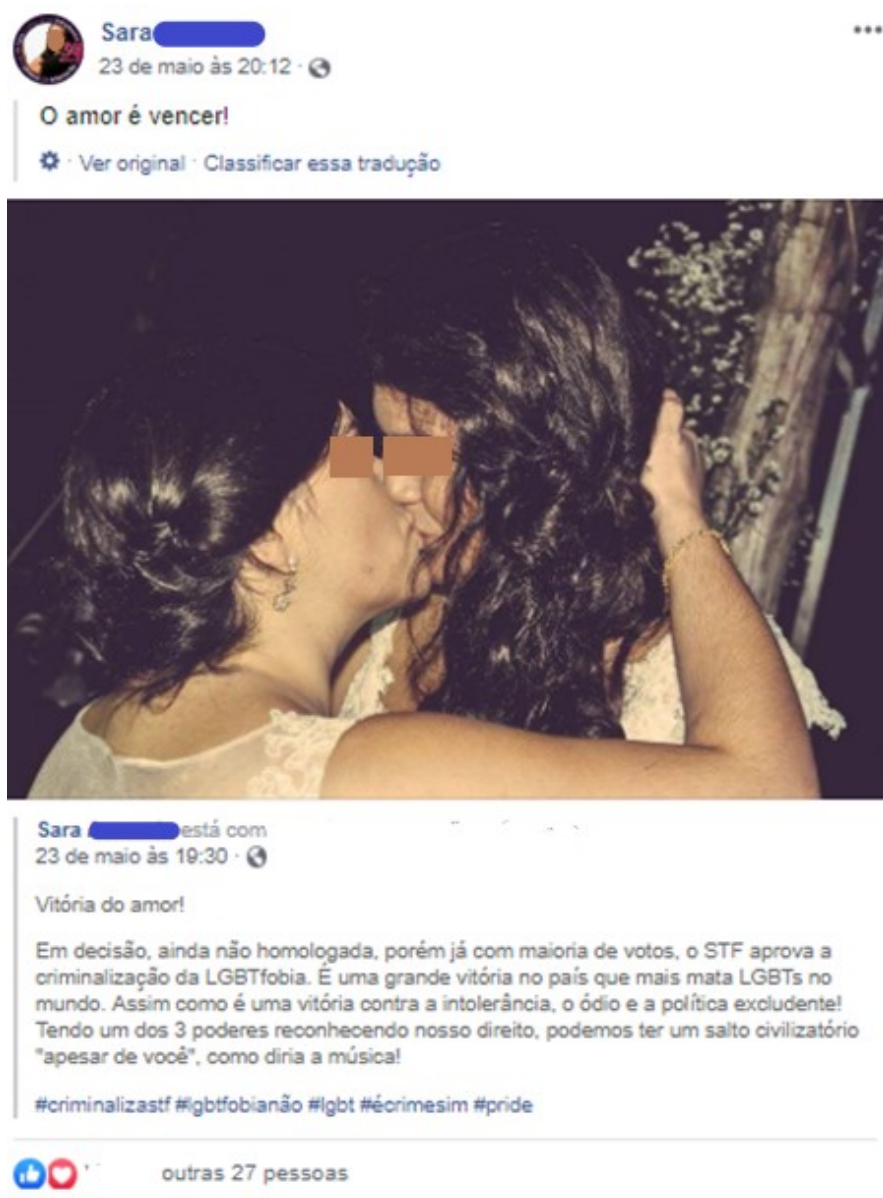 Sara
23 de maio às 20:12 ·
O amor é vencer!
· Ver original · Classificar essa tradução
Sara está com
23 de maio às 19:30 ·
Vitória do amor!
Em decisão, ainda não homologada, porém já com maioria de votos, o STF aprova a
criminalização da LGBTfobia. É uma grande vitória no país que mais mata LGBTs no
mundo. Assim como é uma vitória contra a intolerância, o ódio e a política excludente!
Tendo um dos 3 poderes reconhecendo nosso direito, podemos ter um salto civilizatório
"apesar de você", como diria a música!
#criminalizastf #lgbtfobianão #lgbt #écrimesim #pride
outras 27 pessoas